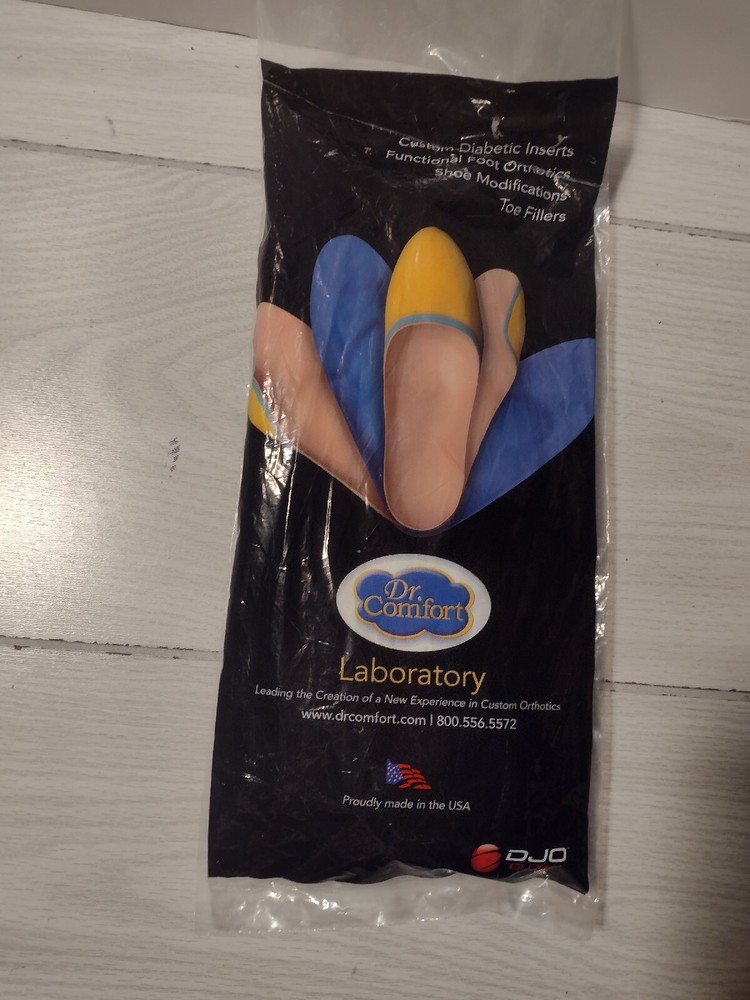 Custom Diabetic Inserts
Functional Foot Orthotics
Shoe Modifications
Toe Fillers
Dr.
Comfort
Laboratory
Leading the Creation of a New Experience in Custom Orthotics
www.drcomfort.com | 800.556.5572
Proudly made in the USA
DJO